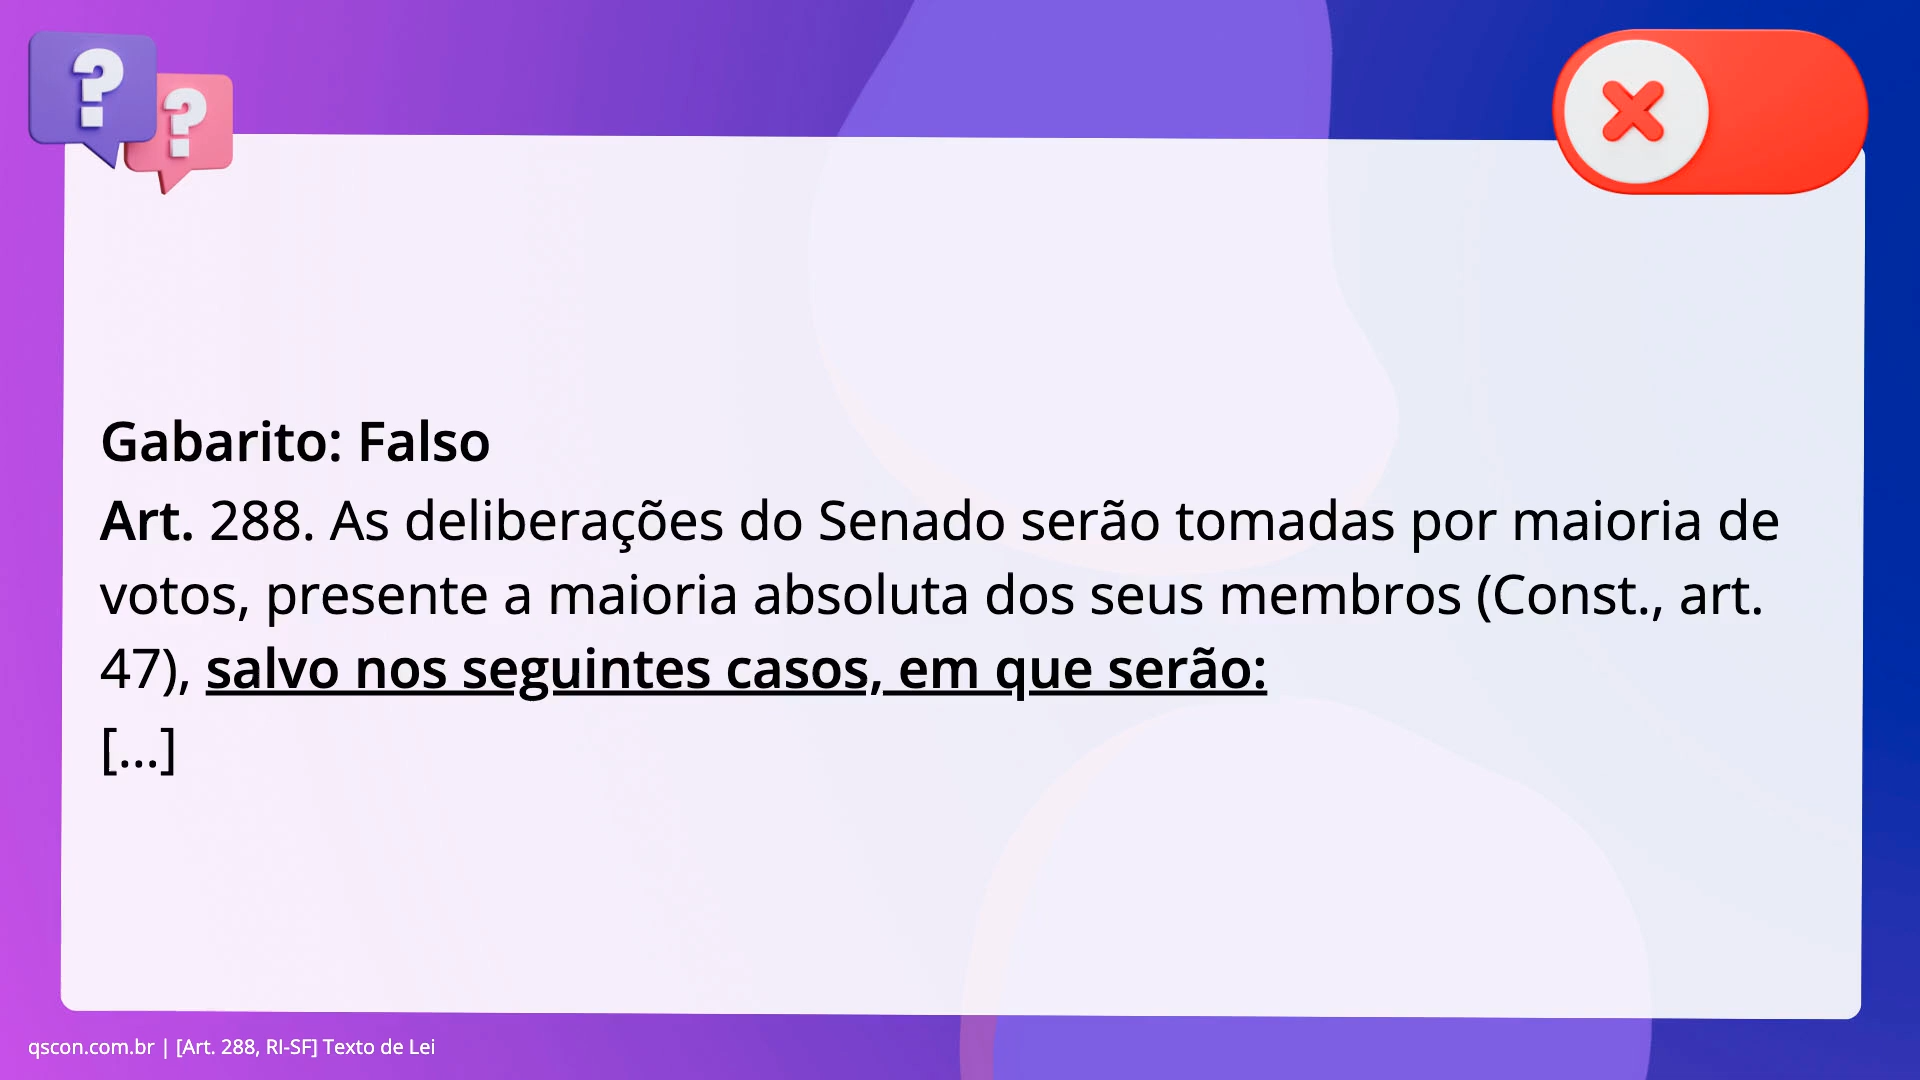 ? ?
Gabarito: Falso
Art. 288. As deliberações do Senado serão tomadas por maioria de
votos, presente a maioria absoluta dos seus membros (Const., art.
47), salvo nos seguintes casos, em que serão:
[...]
qscon.com.br | [Art. 288, RI-SF] Texto de Lei